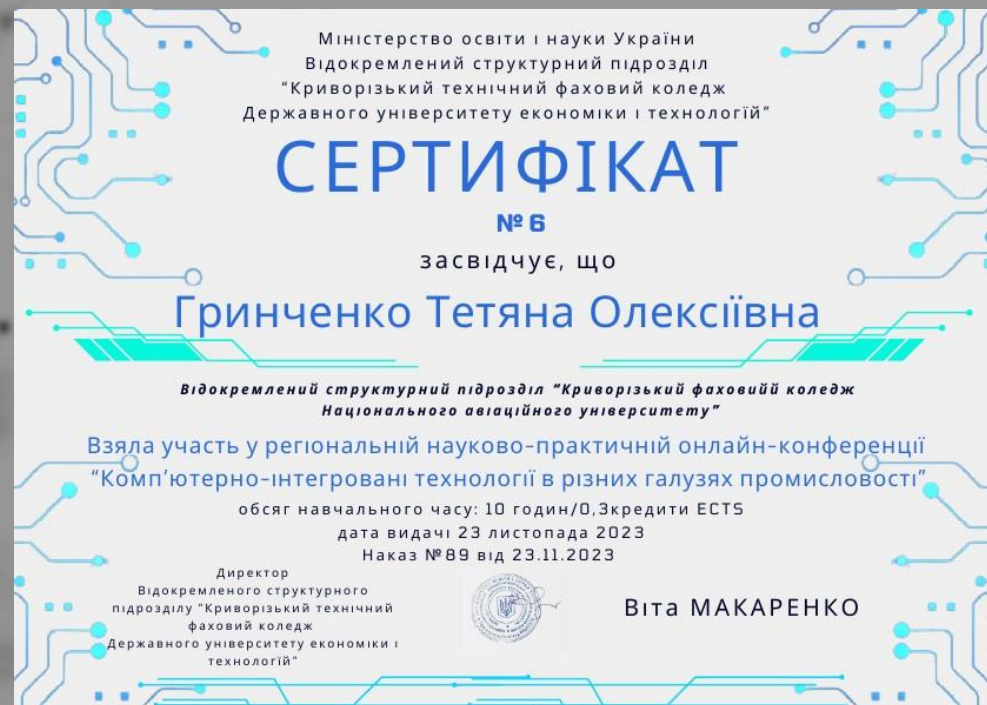 Міністерство освіти і науки України
Відокремлений структурний підрозділ
“Криворізький технічний фаховий коледж
Державного університету економіки і технологій”
СЕРТИФІКАТ
№ 6
засвідчує, що
Гринченко Тетяна Олексіївна
Відокремлений структурний підрозділ “Криворізький фаховийй коледж
Національного авіаційного університету”
Взяла участь у регіональній науково-практичній онлайн-конференції
“Комп’ютерно-інтегровані технології в різних галузях промисловості”
обсяг навчального часу: 10 годин/0,3кредити ECTS
дата видачі 23 листопада 2023
Наказ №89 від 23.11.2023
Директор
Відокремленого структурного
підрозділу “Криворізький технічний
фаховий коледж
Державного університету економіки і
технологій”
Віта МАКАРЕНКО